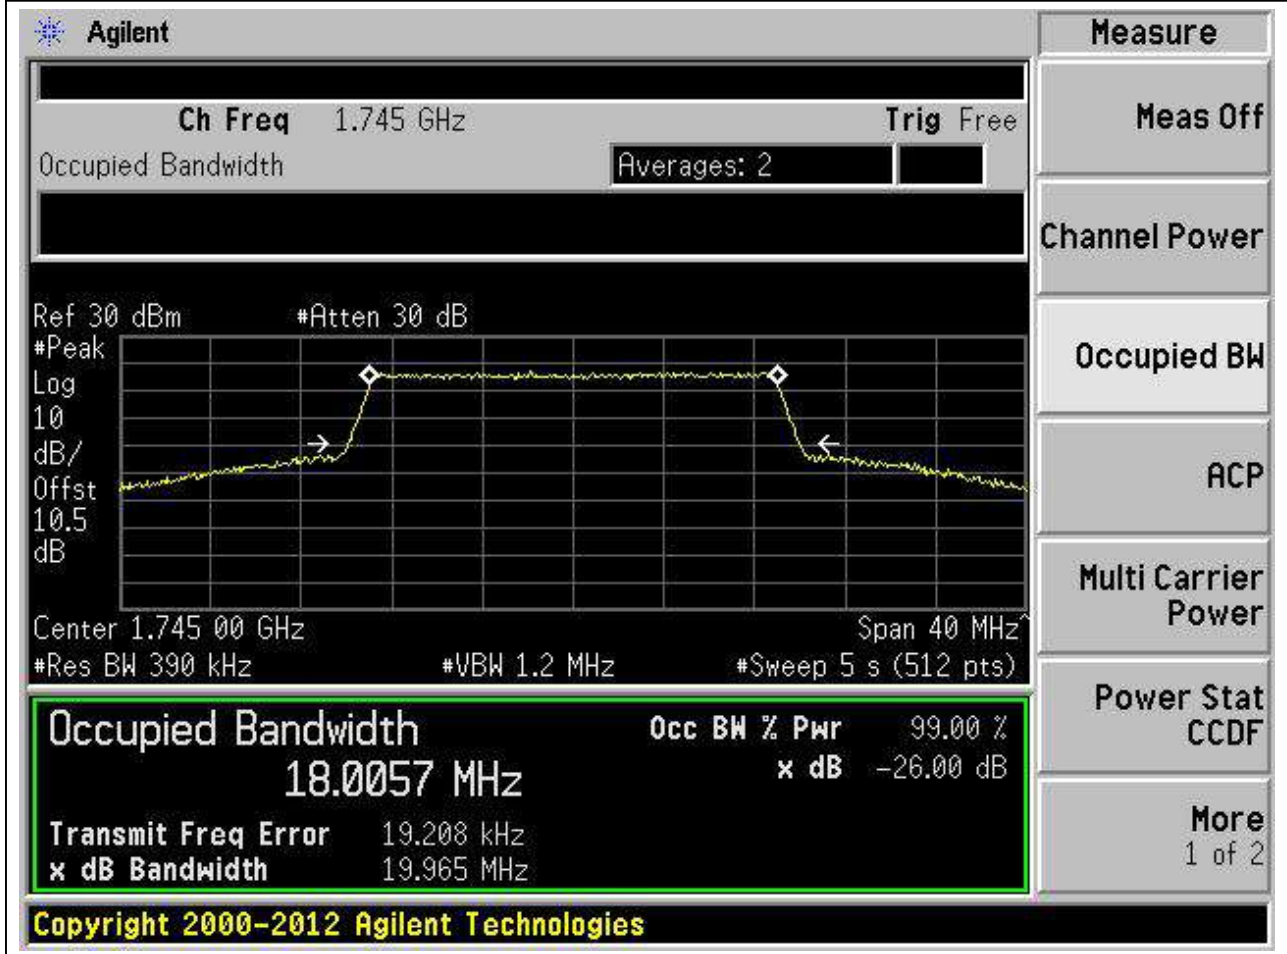 Agilent
Measure
Ch Freq 1.745 GHz Trig Free
Meas Off
Occupied Bandwidth Averages: 2
Channel Power
Ref 30 dBm #Atten 30 dB
#Peak
Log
10
dB/
Offst
10.5
dB
Occupied BW
ACP
Center 1.745 00 GHz Span 40 MHz^
#Res BW 390 kHz #VBW 1.2 MHz #Sweep 5 s (512 pts)
Multi Carrier
Power
Occupied Bandwidth Occ BW % Pwr 99.00 %
18.0057 MHz x dB -26.00 dB
Transmit Freq Error 19.208 kHz
x dB Bandwidth 19.965 MHz
Power Stat
CCDF
More
1 of 2
Copyright 2000-2012 Agilent Technologies